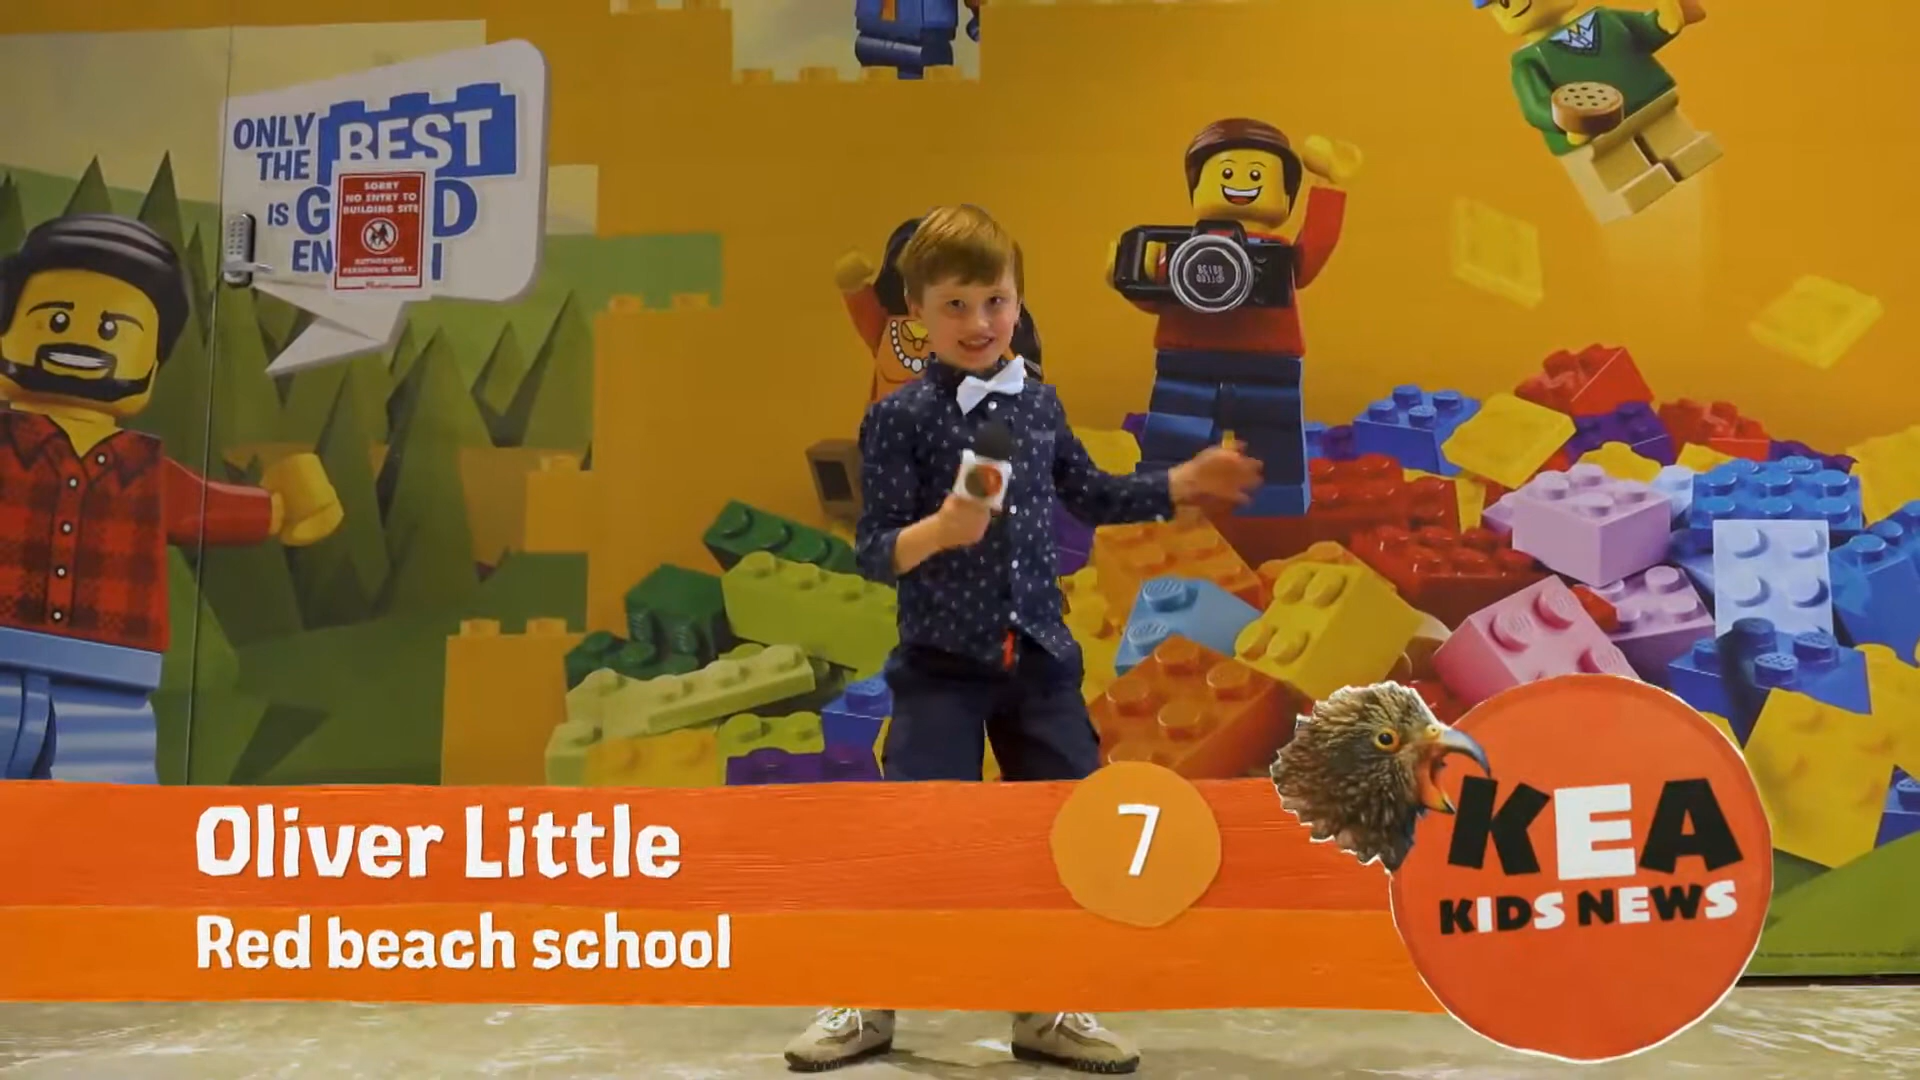 ONLY
THE BEST
IS G D
EN
SORRY
NO ENTRY TO
BUILDING SITE
AUTHORISED
PERSONNEL ONLY.
Oliver Little
7
Red beach school
KEA
KIDS NEWS